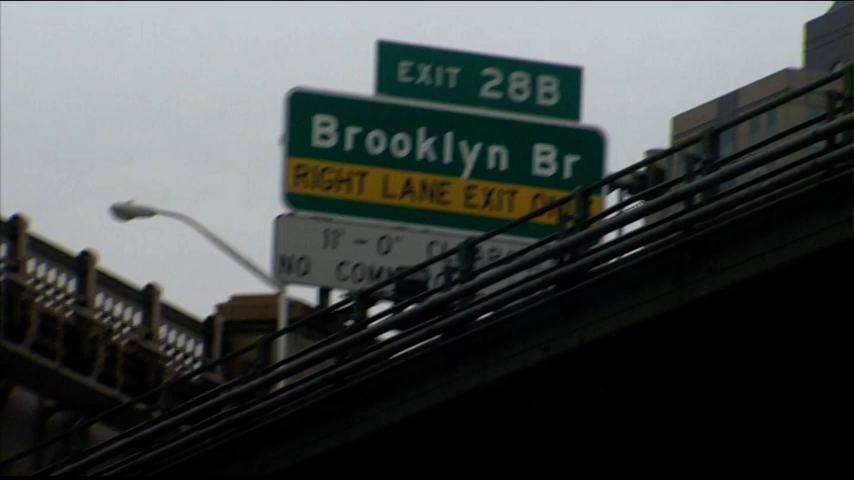 EXIT 28B
Brooklyn Br
RIGHT LANE EXIT
11'-0"
NO